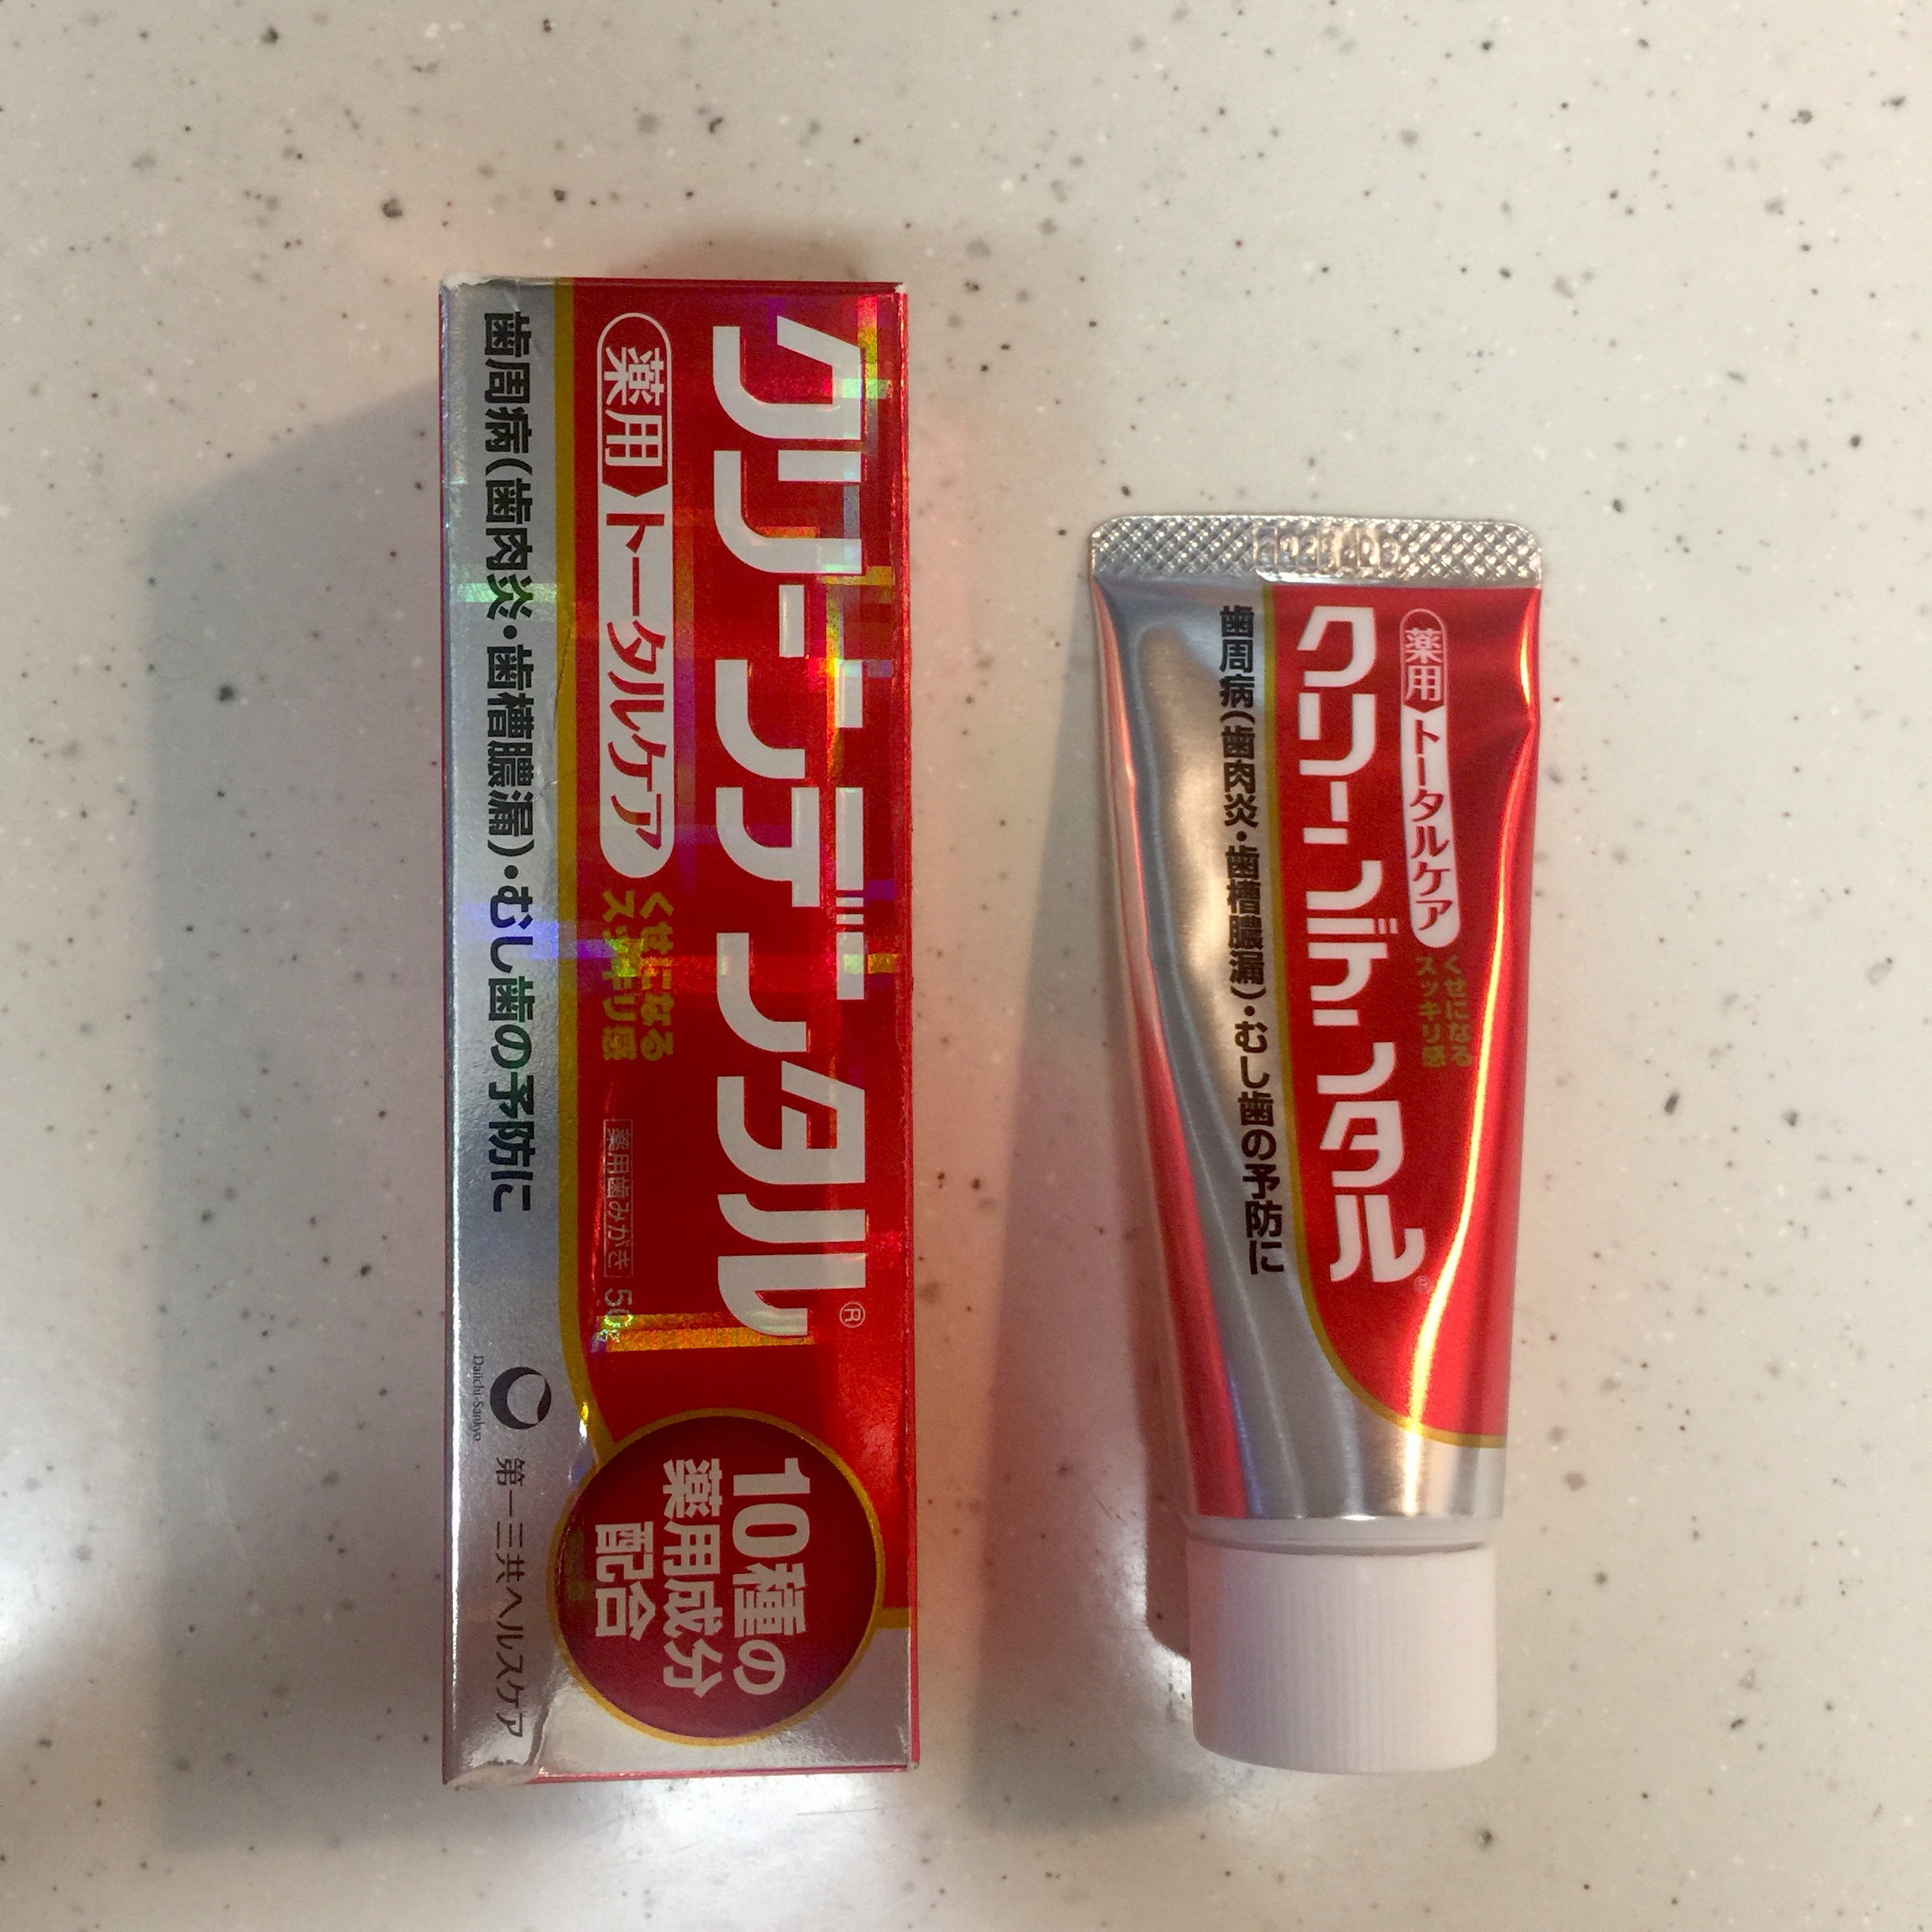 クリーンデンタル®
薬用 トータルケア
くせになる
スッキリ感
薬用歯みがき 50g
歯周病(歯肉炎・歯槽膿漏)・むし歯の予防に
Daiichi-Sankyo
第一三共ヘルスケア
10種の
薬用成分
配合
薬用 トータルケア
くせになる
スッキリ感
クリーンデンタル®
歯周病(歯肉炎・歯槽膿漏)・むし歯の予防に